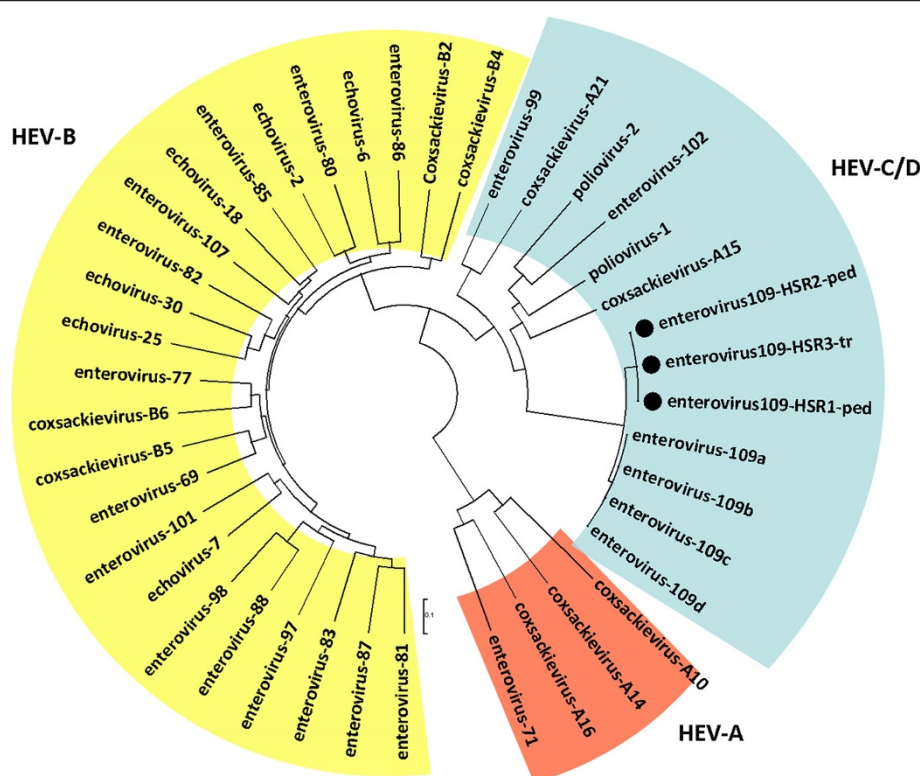 HEV-B
HEV-C/D
HEV-A
enterovirus-81
enterovirus-87
enterovirus-83
enterovirus-97
enterovirus-88
enterovirus-98
echovirus-7
enterovirus-101
enterovirus-69
coxsackievirus-B5
coxsackievirus-B6
enterovirus-77
echovirus-25
echovirus-30
enterovirus-82
enterovirus-107
echovirus-18
enterovirus-85
echovirus-2
enterovirus-80
echovirus-6
enterovirus-86
Coxsackievirus-B2
coxsackievirus-B4
enterovirus-99
coxsackievirus-A21
poliovirus-2
enterovirus-102
poliovirus-1
coxsackievirus-A15
enterovirus109-HSR2-ped
enterovirus109-HSR3-tr
enterovirus109-HSR1-ped
enterovirus-109a
enterovirus-109b
enterovirus-109c
enterovirus-109d
coxsackievirus-A10
coxsackievirus-A14
coxsackievirus-A16
enterovirus-71
0.1